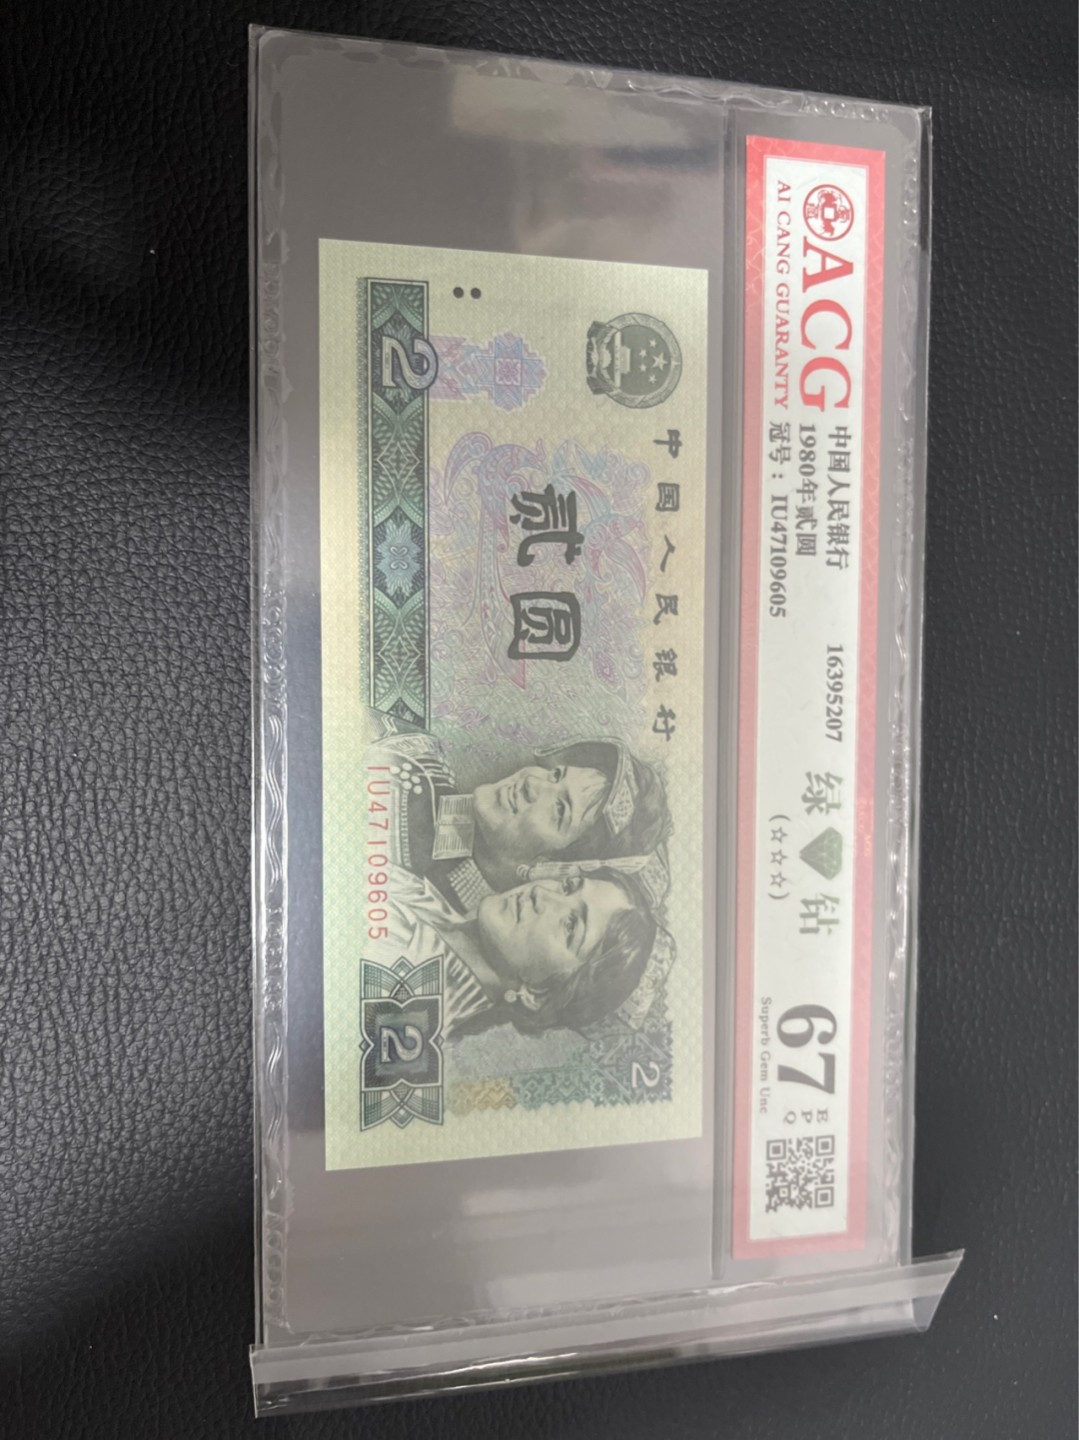 ACG
AI CANG GUARANTY
中国人民银行
1980年贰圆
冠号：IU47109605
16395207
绿 钻
(☆☆☆)
67
EPQ
Superb Gem Unc
中国人民银行
贰圆
2
IU47109605
2
2